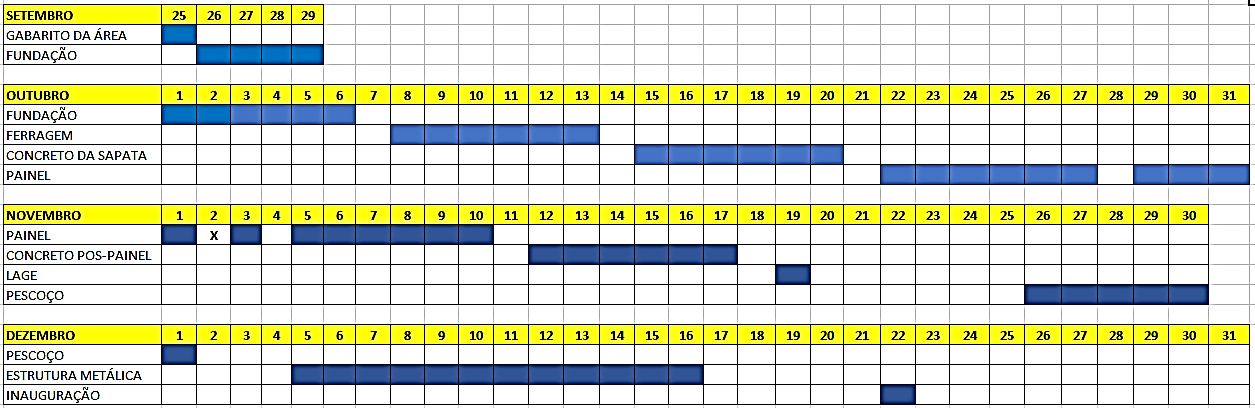 SETEMBRO 25 26 27 28 29
GABARITO DA ÁREA
FUNDAÇÃO
OUTUBRO 1 2 3 4 5 6 7 8 9 10 11 12 13 14 15 16 17 18 19 20 21 22 23 24 25 26 27 28 29 30 31
FUNDAÇÃO
FERRAGEM
CONCRETO DA SAPATA
PAINEL
NOVEMBRO 1 2 3 4 5 6 7 8 9 10 11 12 13 14 15 16 17 18 19 20 21 22 23 24 25 26 27 28 29 30
PAINEL X
CONCRETO POS-PAINEL
LAGE
PESCOÇO
DEZEMBRO 1 2 3 4 5 6 7 8 9 10 11 12 13 14 15 16 17 18 19 20 21 22 23 24 25 26 27 28 29 30 31
PESCOÇO
ESTRUTURA METÁLICA
INAUGURAÇÃO